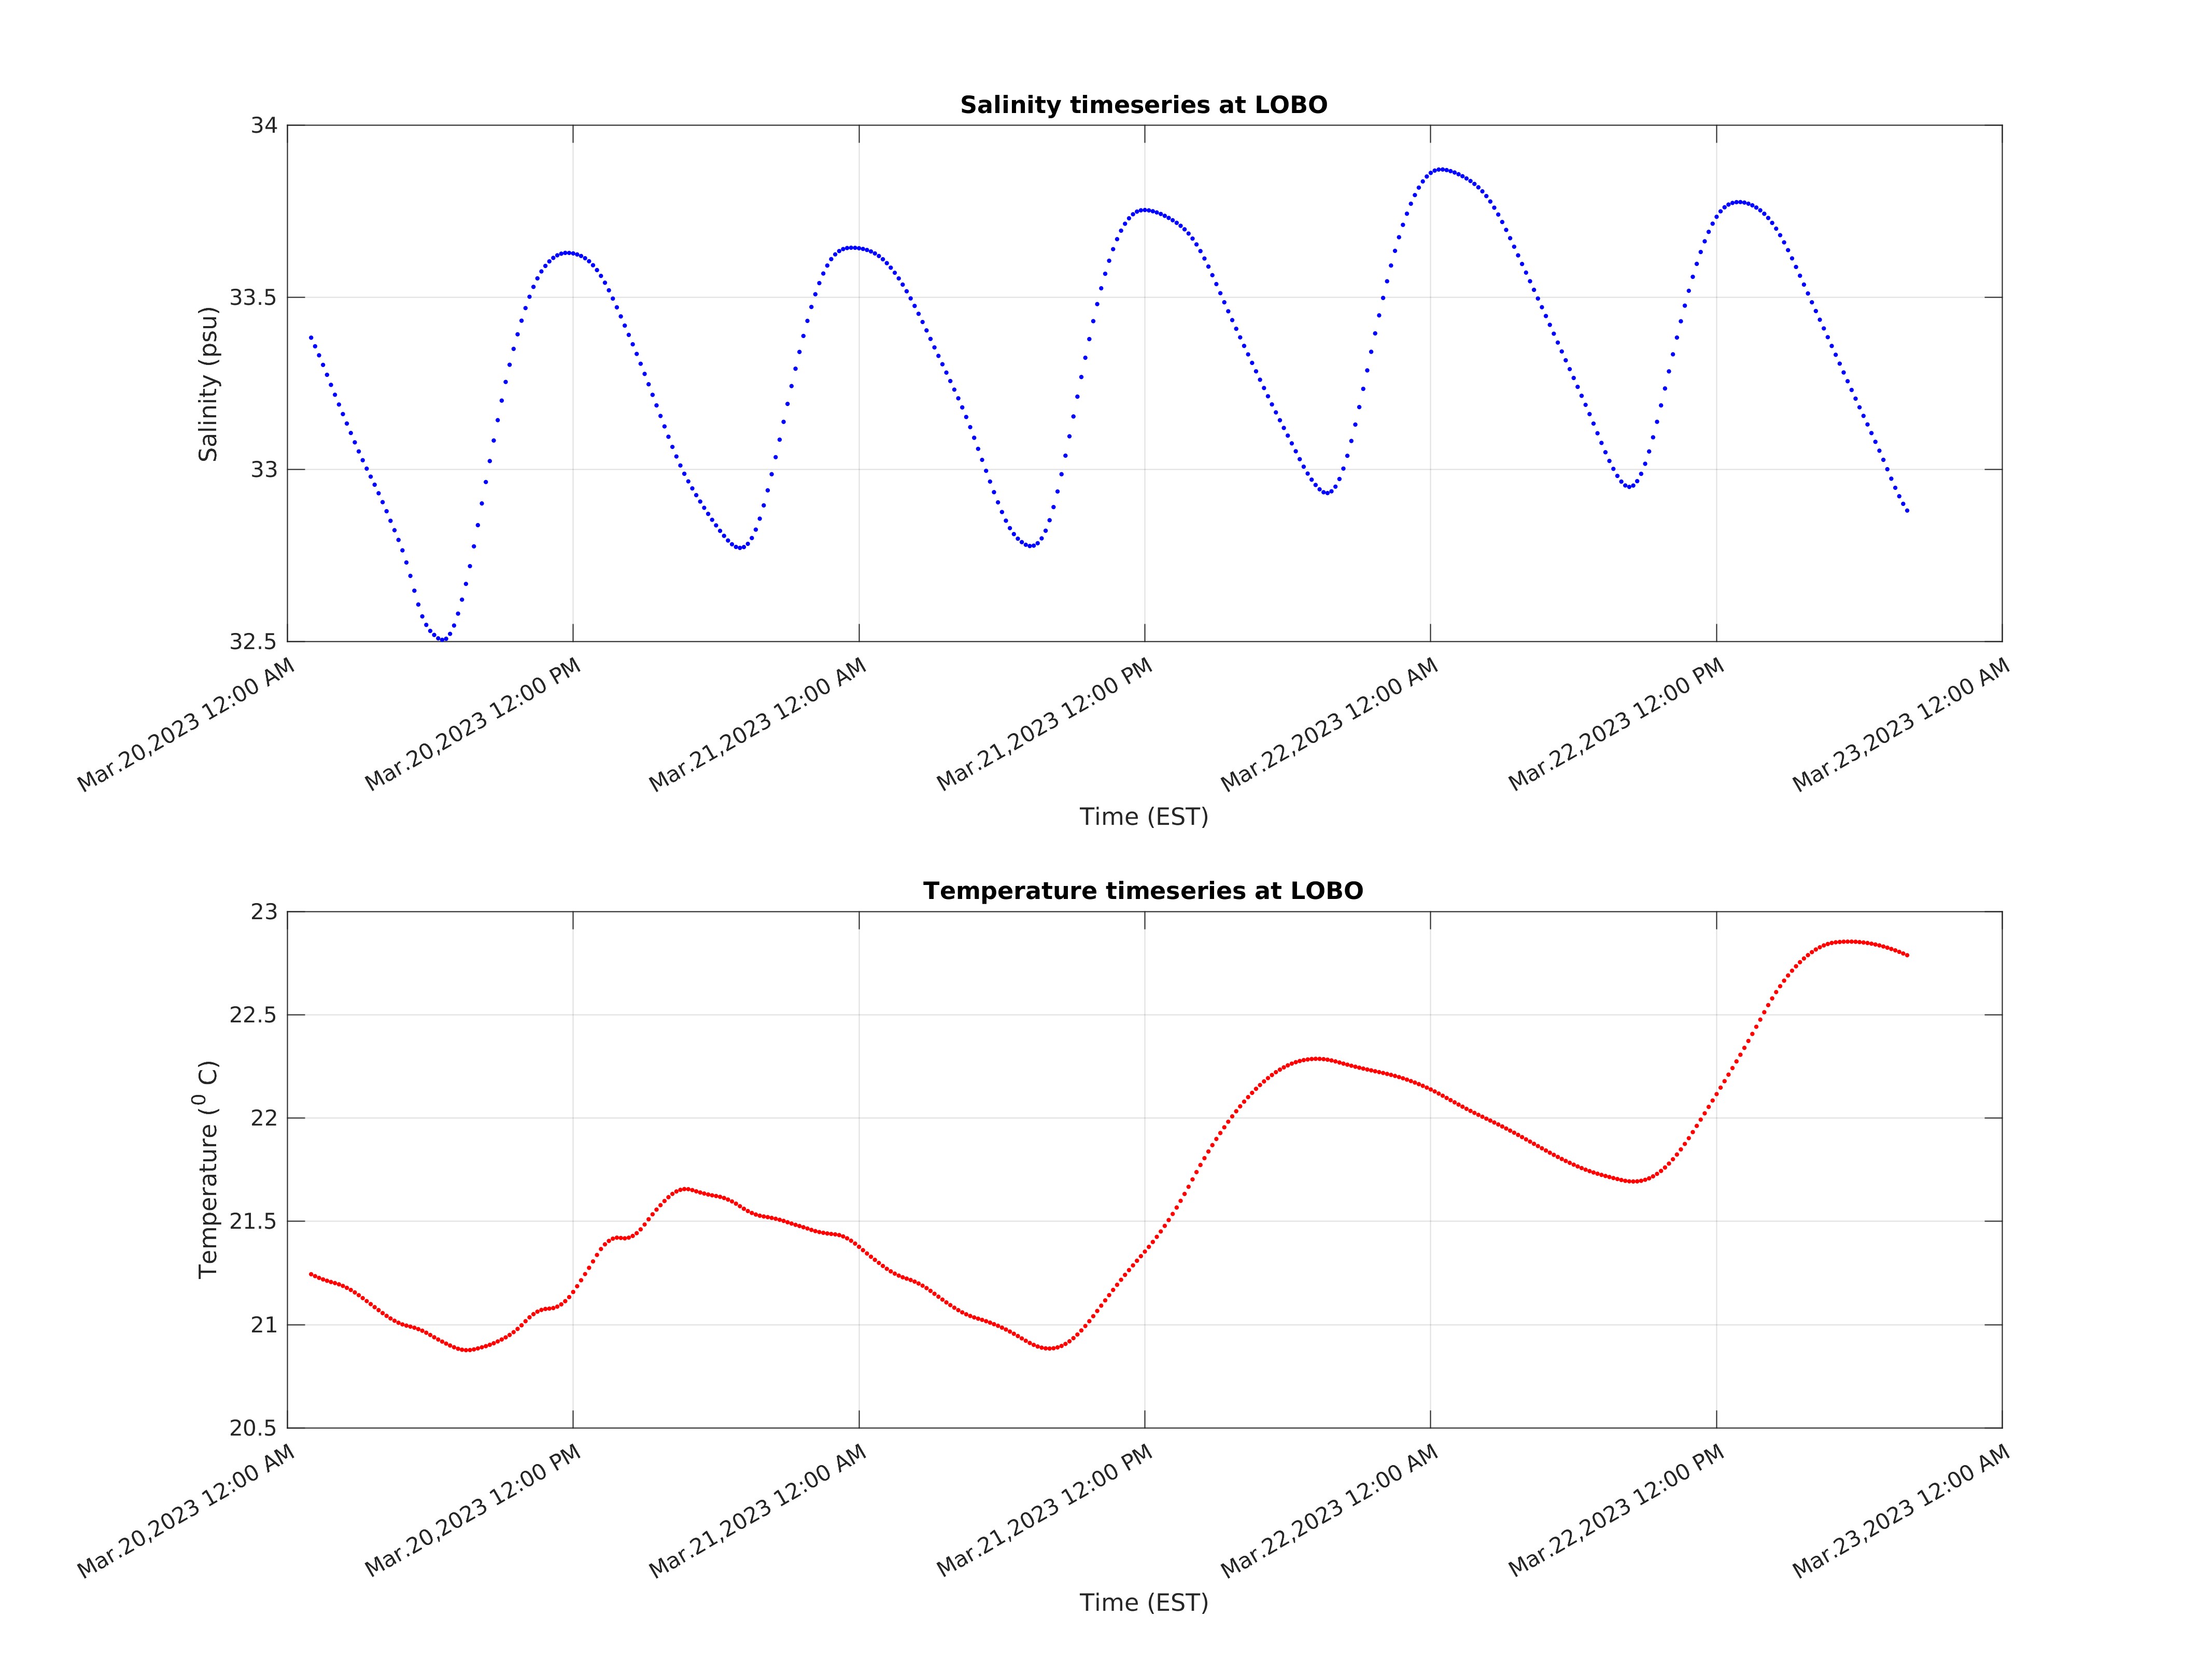 Salinity timeseries at LOBO
34
33.5
33
32.5
Salinity (psu)
Mar.20,2023 12:00 AM
Mar.20,2023 12:00 PM
Mar.21,2023 12:00 AM
Mar.21,2023 12:00 PM
Mar.22,2023 12:00 AM
Mar.22,2023 12:00 PM
Mar.23,2023 12:00 AM
Time (EST)
Temperature timeseries at LOBO
23
22.5
22
21.5
21
20.5
Temperature (⁰ C)
Mar.20,2023 12:00 AM
Mar.20,2023 12:00 PM
Mar.21,2023 12:00 AM
Mar.21,2023 12:00 PM
Mar.22,2023 12:00 AM
Mar.22,2023 12:00 PM
Mar.23,2023 12:00 AM
Time (EST)